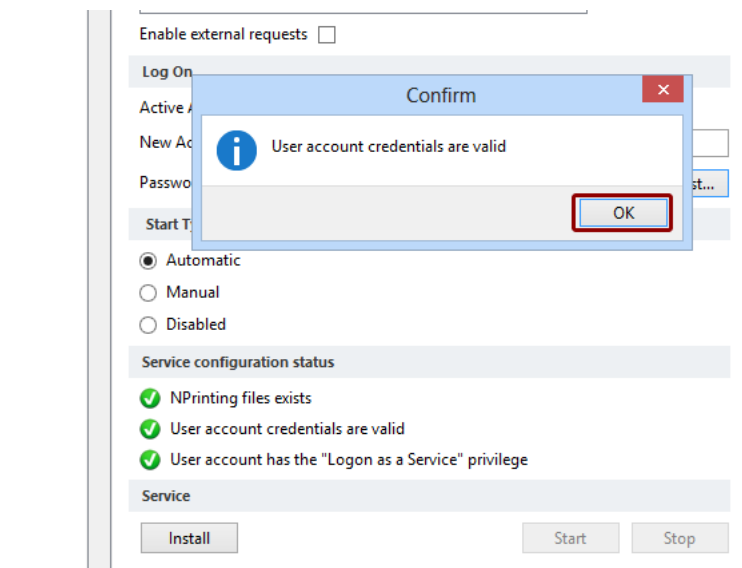 Enable external requests
Log On
Confirm
Active
New Ac
User account credentials are valid
Passwo
st...
OK
Start T
Automatic
Manual
Disabled
Service configuration status
NPrinting files exists
User account credentials are valid
User account has the "Logon as a Service" privilege
Service
Install Start Stop